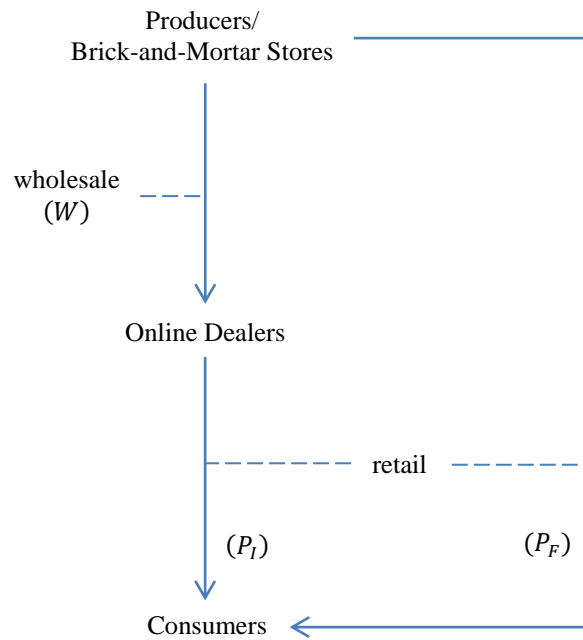 Producers/
Brick-and-Mortar Stores
wholesale
(W)
Online Dealers
retail
(P_I)
(P_F)
Consumers